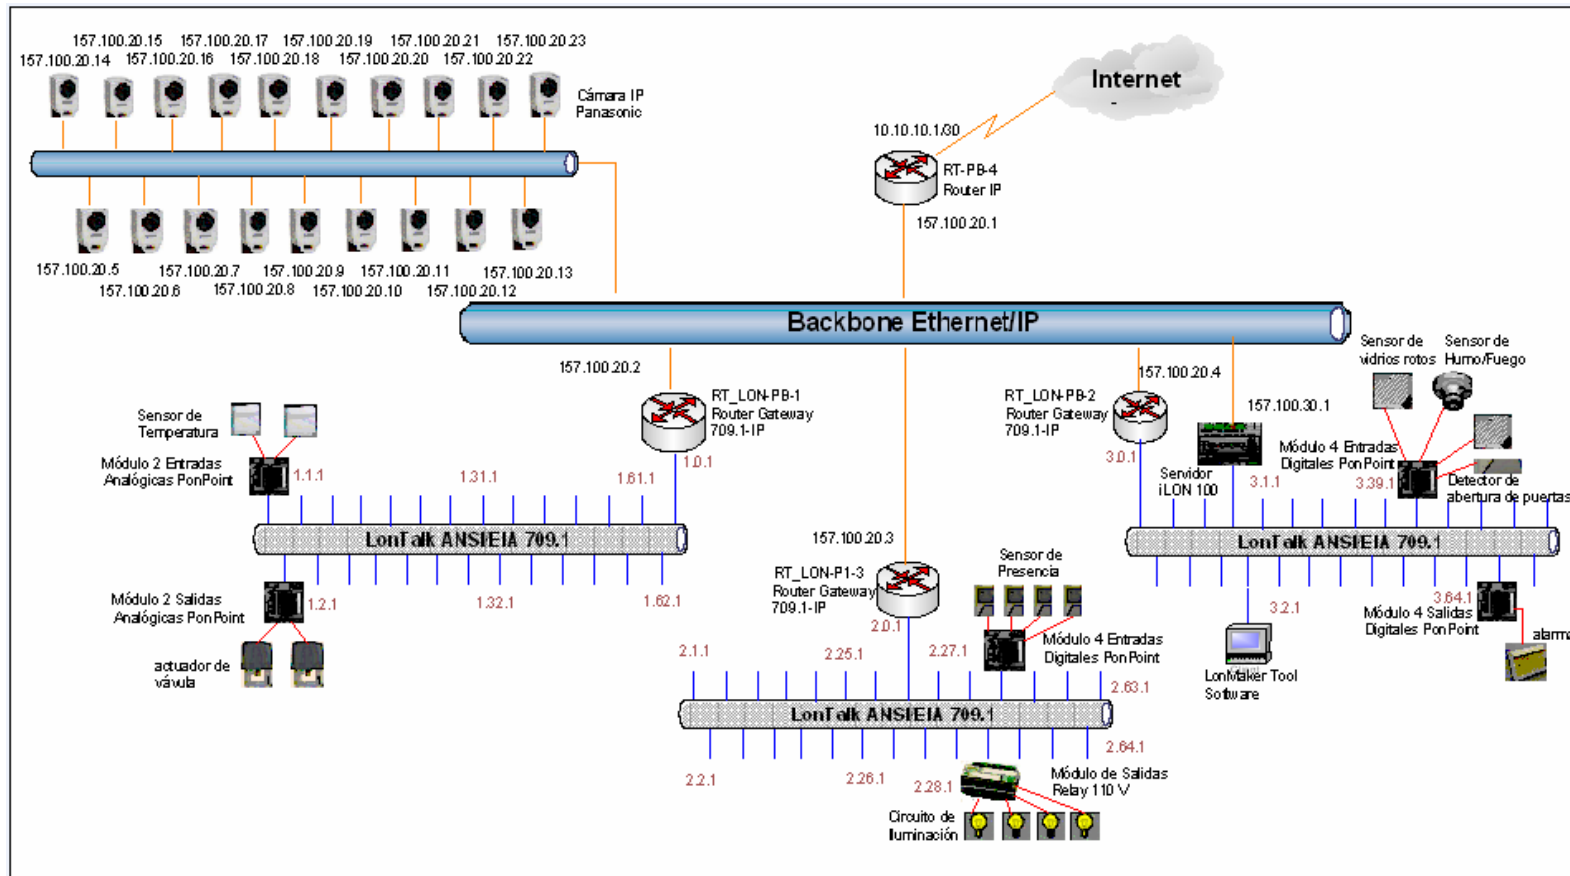 157.100.20.15
157.100.20.17
157.100.20.19
157.100.20.21
157.100.20.23
157.100.20.14
157.100.20.16
157.100.20.18
157.100.20.20
157.100.20.22
Cámara IP
Panasonic
Internet
10.10.10.1/30
RT-PB-4
Router IP
157.100.20.1
157.100.20.5
157.100.20.7
157.100.20.9
157.100.20.11
157.100.20.13
157.100.20.6
157.100.20.8
157.100.20.10
157.100.20.12
Backbone Ethernet/IP
157.100.20.2
RT_LON-PB-1
Router Gateway
709.1-IP
1.0.1
Sensor de
Temperatura
Módulo 2 Entradas
Analógicas PonPoint
1.1.1
1.31.1
1.61.1
LonTalk ANSI/EIA 709.1
Módulo 2 Salidas
Analógicas PonPoint
1.2.1
1.32.1
1.62.1
actuador de
vávula
157.100.20.3
RT_LON-P1-3
Router Gateway
709.1-IP
2.0.1
Sensor de
Presencia
Módulo 4 Entradas
Digitales PonPoint
2.1.1
2.25.1
2.27.1
2.63.1
LonTalk ANSI/EIA 709.1
2.2.1
2.26.1
2.28.1
2.64.1
Módulo de Salidas
Relay 110 V
Circuito de
Iluminación
157.100.20.4
RT_LON-PB-2
Router Gateway
709.1-IP
3.0.1
157.100.30.1
Servidor
iLON 100
Sensor de
vidrios rotos
Sensor de
Humo/Fuego
Módulo 4 Entradas
Digitales PonPoint
Detector de
abertura de puertas
3.1.1
3.39.1
LonTalk ANSI/EIA 709.1
3.2.1
3.64.1
LonMaker Tool
Software
Módulo 4 Salidas
Digitales PonPoint
alarma